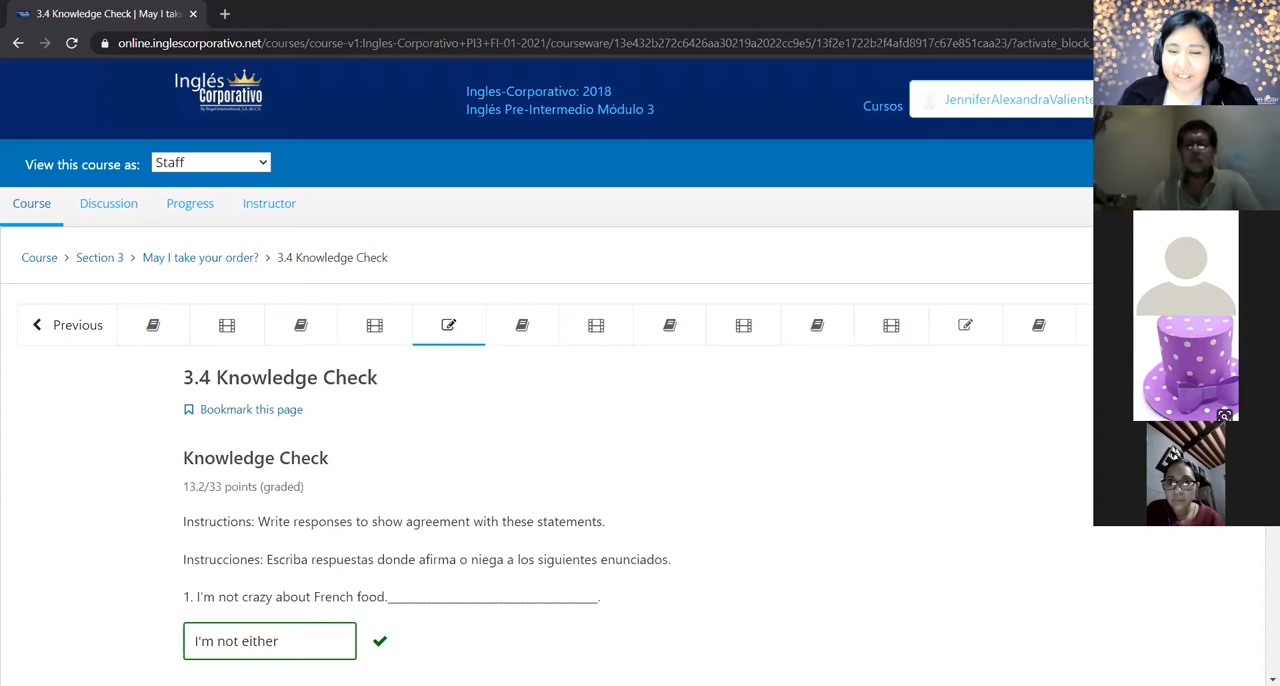 3.4 Knowledge Check | May I tak
online.inglescorporativo.net/courses/course-v1:Ingles-Corporativo+PI3+FI-01-2021/courseware/13e432b272c6426aa30219a2022cc9e5/13f2e1722b2f4afd8917c67e851caa23/?activate_block_
Inglés
Corporativo
Ingles-Corporativo: 2018
Inglés Pre-Intermedio Módulo 3
Cursos
JenniferAlexandraValiente
View this course as:
Staff
Course
Discussion
Progress
Instructor
Course > Section 3 > May I take your order? > 3.4 Knowledge Check
Previous
3.4 Knowledge Check
Bookmark this page
Knowledge Check
13.2/33 points (graded)
Instructions: Write responses to show agreement with these statements.
Instrucciones: Escriba respuestas donde afirma o niega a los siguientes enunciados.
1. I'm not crazy about French food.______________________________.
I'm not either